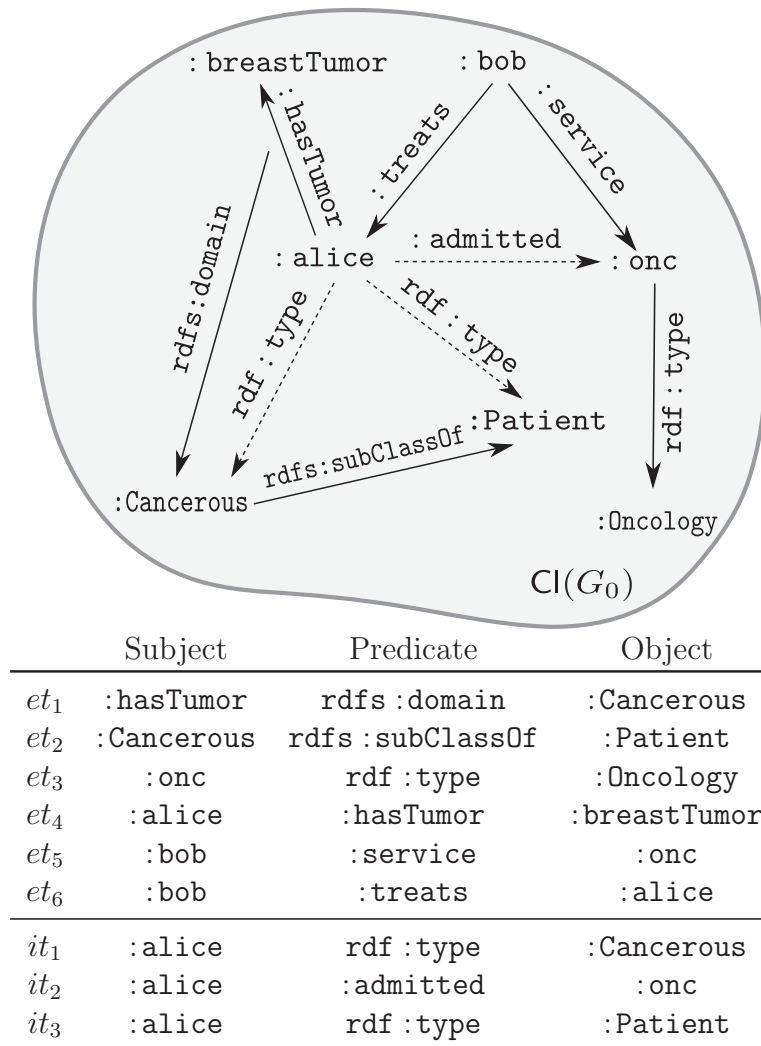 :breastTumor :bob
:hasTumor
:treats
:service
rdfs:domain
:alice :admitted :onc
rdf:type
rdf:type
rdf:type
:Patient
rdfs:subClassOf
:Cancerous
:Oncology
Cl(G₀)
Subject Predicate Object
et₁ :hasTumor rdfs:domain :Cancerous
et₂ :Cancerous rdfs:subClassOf :Patient
et₃ :onc rdf:type :Oncology
et₄ :alice :hasTumor :breastTumor
et₅ :bob :service :onc
et₆ :bob :treats :alice
it₁ :alice rdf:type :Cancerous
it₂ :alice :admitted :onc
it₃ :alice rdf:type :Patient